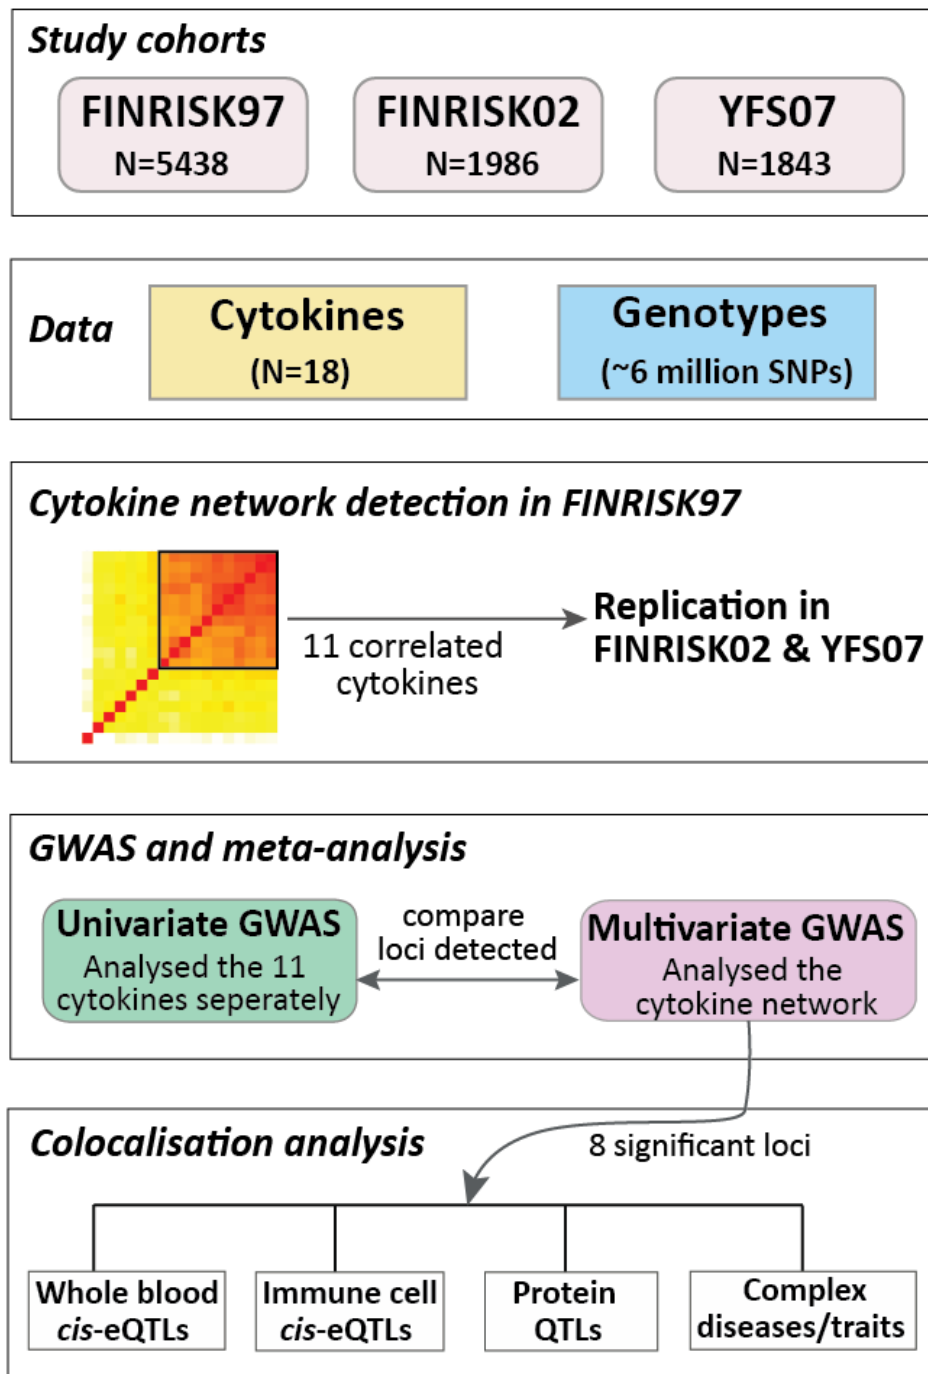 Study cohorts
FINRISK97
N=5438
FINRISK02
N=1986
YFS07
N=1843
Data
Cytokines
(N=18)
Genotypes
(~6 million SNPs)
Cytokine network detection in FINRISK97
11 correlated
cytokines
Replication in
FINRISK02 & YFS07
GWAS and meta-analysis
Univariate GWAS
Analysed the 11
cytokines seperately
compare
loci detected
Multivariate GWAS
Analysed the
cytokine network
Colocalisation analysis
8 significant loci
Whole blood
cis-eQTLs
Immune cell
cis-eQTLs
Protein
QTLs
Complex
diseases/traits